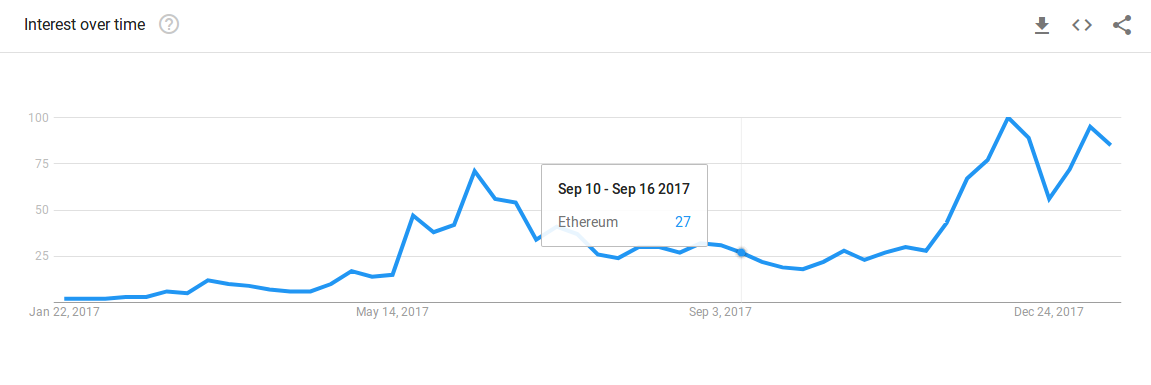 Interest over time
100
75
50
25
Sep 10 - Sep 16 2017
Ethereum 27
Jan 22, 2017 May 14, 2017 Sep 3, 2017 Dec 24, 2017